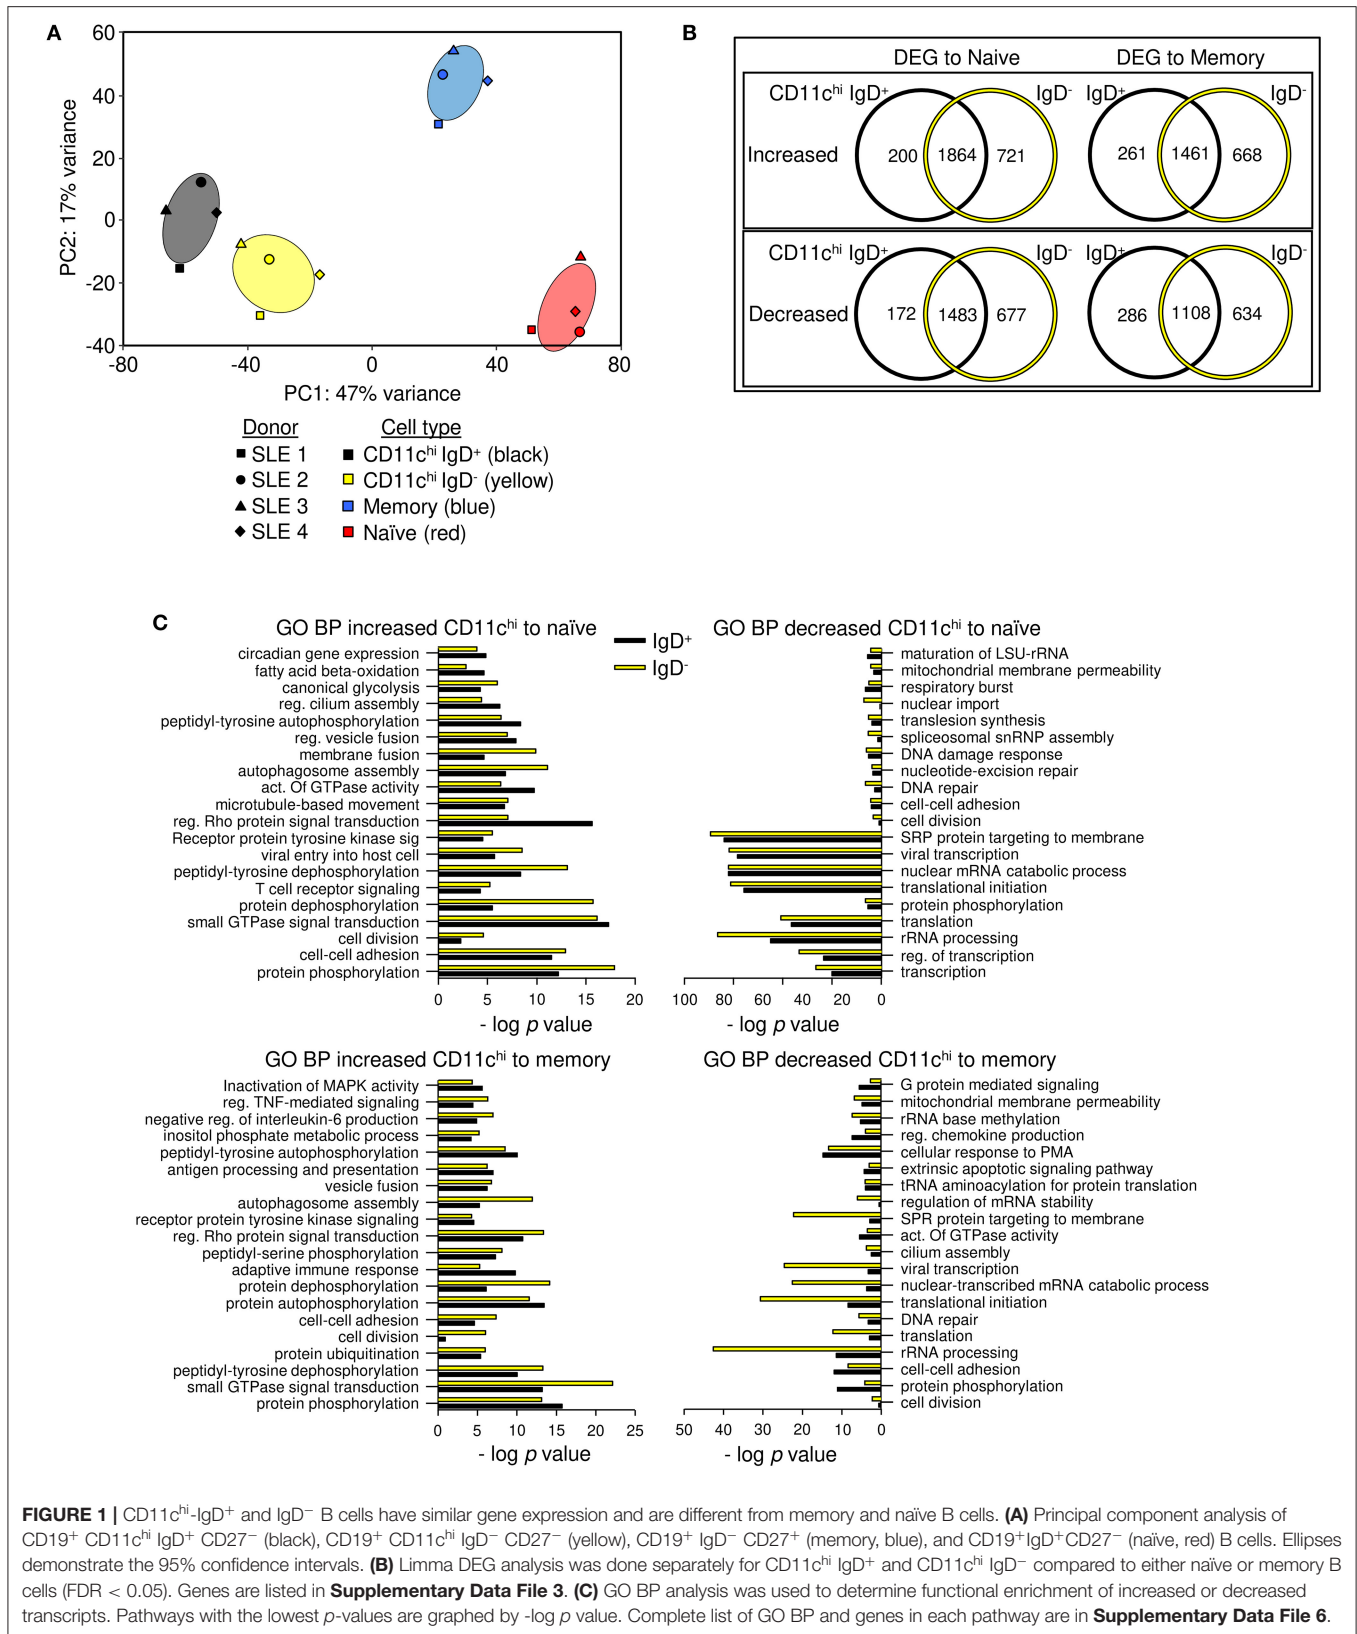 A
60
40
20
0
-20
-40
PC2: 17% variance
-80
-40
0
40
80
PC1: 47% variance
Donor
SLE 1
SLE 2
SLE 3
SLE 4
Cell type
CD11chi IgD+ (black)
CD11chi IgD- (yellow)
Memory (blue)
Naïve (red)
B
DEG to Naive
DEG to Memory
CD11chi IgD+
IgD-
IgD+
IgD-
Increased
200
1864
721
261
1461
668
CD11chi IgD+
IgD-
IgD+
IgD-
Decreased
172
1483
677
286
1108
634
C
GO BP increased CD11chi to naïve
circadian gene expression
fatty acid beta-oxidation
canonical glycolysis
reg. cilium assembly
peptidyl-tyrosine autophosphorylation
reg. vesicle fusion
membrane fusion
autophagosome assembly
act. Of GTPase activity
microtubule-based movement
reg. Rho protein signal transduction
Receptor protein tyrosine kinase sig
viral entry into host cell
peptidyl-tyrosine dephosphorylation
T cell receptor signaling
protein dephosphorylation
small GTPase signal transduction
cell division
cell-cell adhesion
protein phosphorylation
0
5
10
15
20
- log p value
IgD+
IgD-
GO BP decreased CD11chi to naïve
maturation of LSU-rRNA
mitochondrial membrane permeability
respiratory burst
nuclear import
translesion synthesis
spliceosomal snRNP assembly
DNA damage response
nucleotide-excision repair
DNA repair
cell-cell adhesion
cell division
SRP protein targeting to membrane
viral transcription
nuclear mRNA catabolic process
translational initiation
protein phosphorylation
translation
rRNA processing
reg. of transcription
transcription
100
80
60
40
20
0
- log p value
GO BP increased CD11chi to memory
Inactivation of MAPK activity
reg. TNF-mediated signaling
negative reg. of interleukin-6 production
inositol phosphate metabolic process
peptidyl-tyrosine autophosphorylation
antigen processing and presentation
vesicle fusion
autophagosome assembly
receptor protein tyrosine kinase signaling
reg. Rho protein signal transduction
peptidyl-serine phosphorylation
adaptive immune response
protein dephosphorylation
protein autophosphorylation
cell-cell adhesion
cell division
protein ubiquitination
peptidyl-tyrosine dephosphorylation
small GTPase signal transduction
protein phosphorylation
0
5
10
15
20
25
- log p value
GO BP decreased CD11chi to memory
G protein mediated signaling
mitochondrial membrane permeability
rRNA base methylation
reg. chemokine production
cellular response to PMA
extrinsic apoptotic signaling pathway
tRNA aminoacylation for protein translation
regulation of mRNA stability
SPR protein targeting to membrane
act. Of GTPase activity
cilium assembly
viral transcription
nuclear-transcribed mRNA catabolic process
translational initiation
DNA repair
translation
rRNA processing
cell-cell adhesion
protein phosphorylation
cell division
50
40
30
20
10
0
- log p value
FIGURE 1 | CD11chi-IgD+ and IgD− B cells have similar gene expression and are different from memory and naïve B cells. (A) Principal component analysis of
CD19+ CD11chi IgD+ CD27− (black), CD19+ CD11chi IgD− CD27− (yellow), CD19+ IgD− CD27+ (memory, blue), and CD19+IgD+CD27− (naïve, red) B cells. Ellipses
demonstrate the 95% confidence intervals. (B) Limma DEG analysis was done separately for CD11chi IgD+ and CD11chi IgD− compared to either naïve or memory B
cells (FDR < 0.05). Genes are listed in Supplementary Data File 3. (C) GO BP analysis was used to determine functional enrichment of increased or decreased
transcripts. Pathways with the lowest p-values are graphed by -log p value. Complete list of GO BP and genes in each pathway are in Supplementary Data File 6.